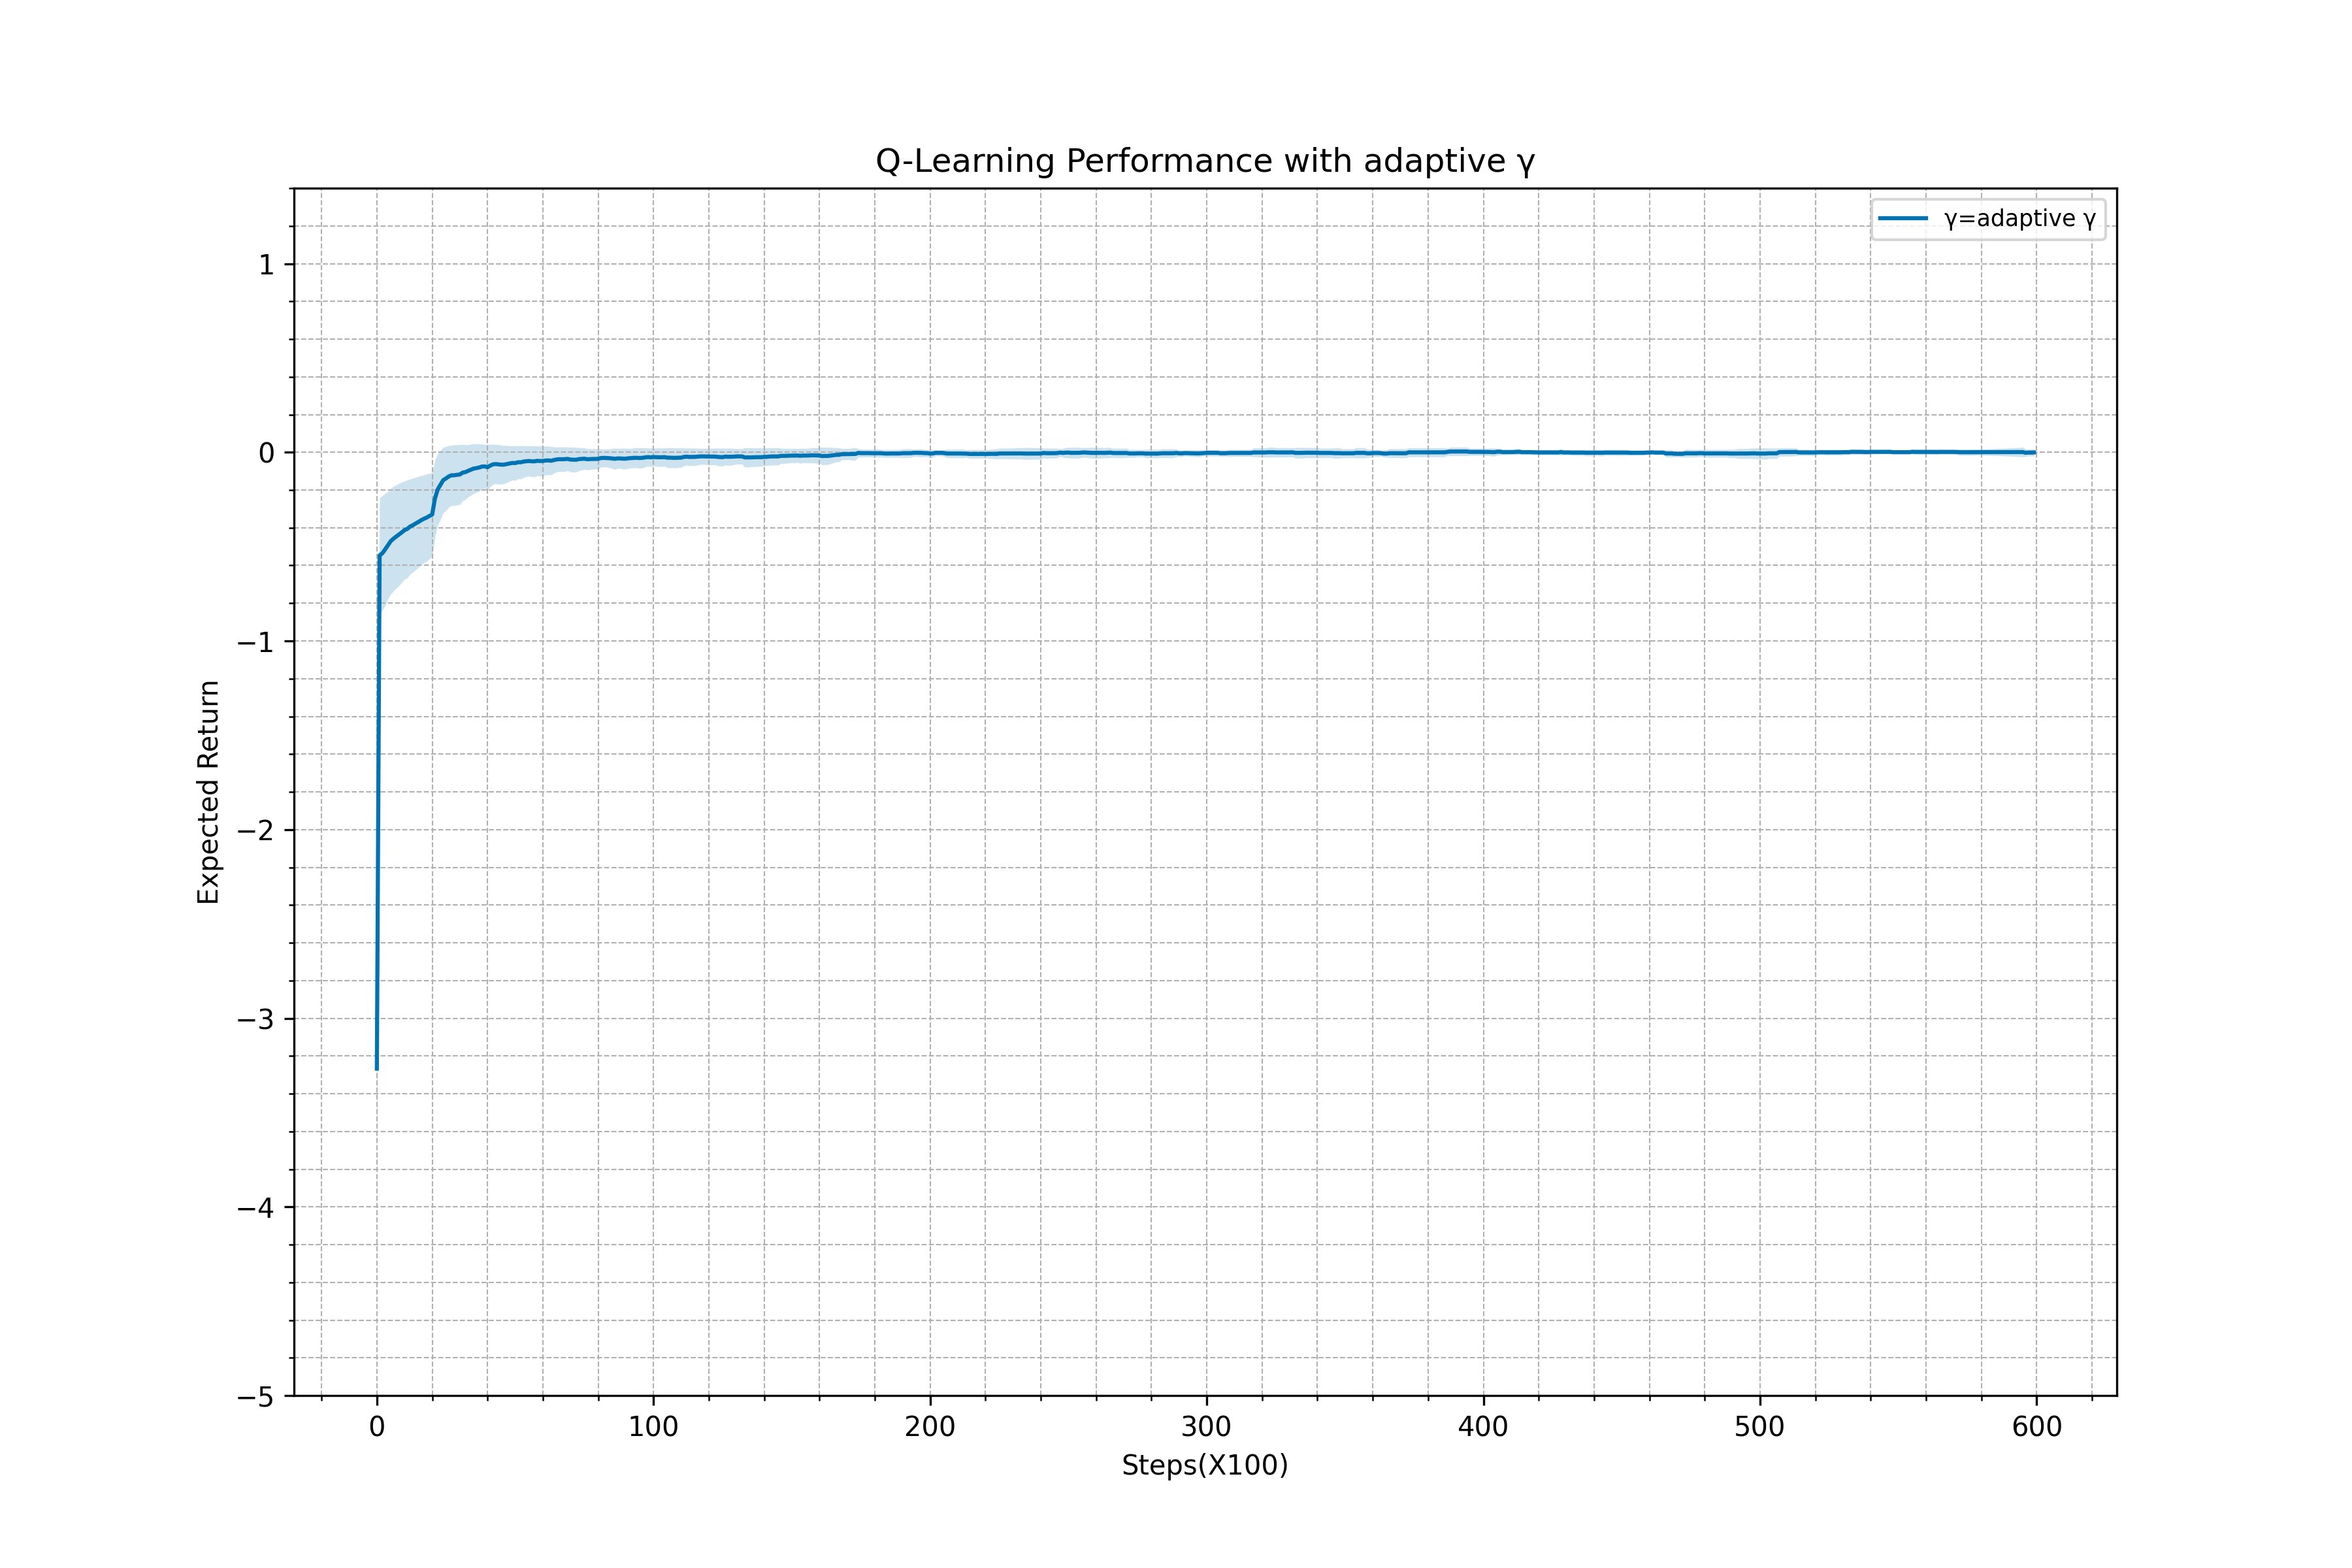 Q-Learning Performance with adaptive γ
γ=adaptive γ
1
0
−1
−2
−3
−4
−5
Expected Return
0 100 200 300 400 500 600
Steps(X100)